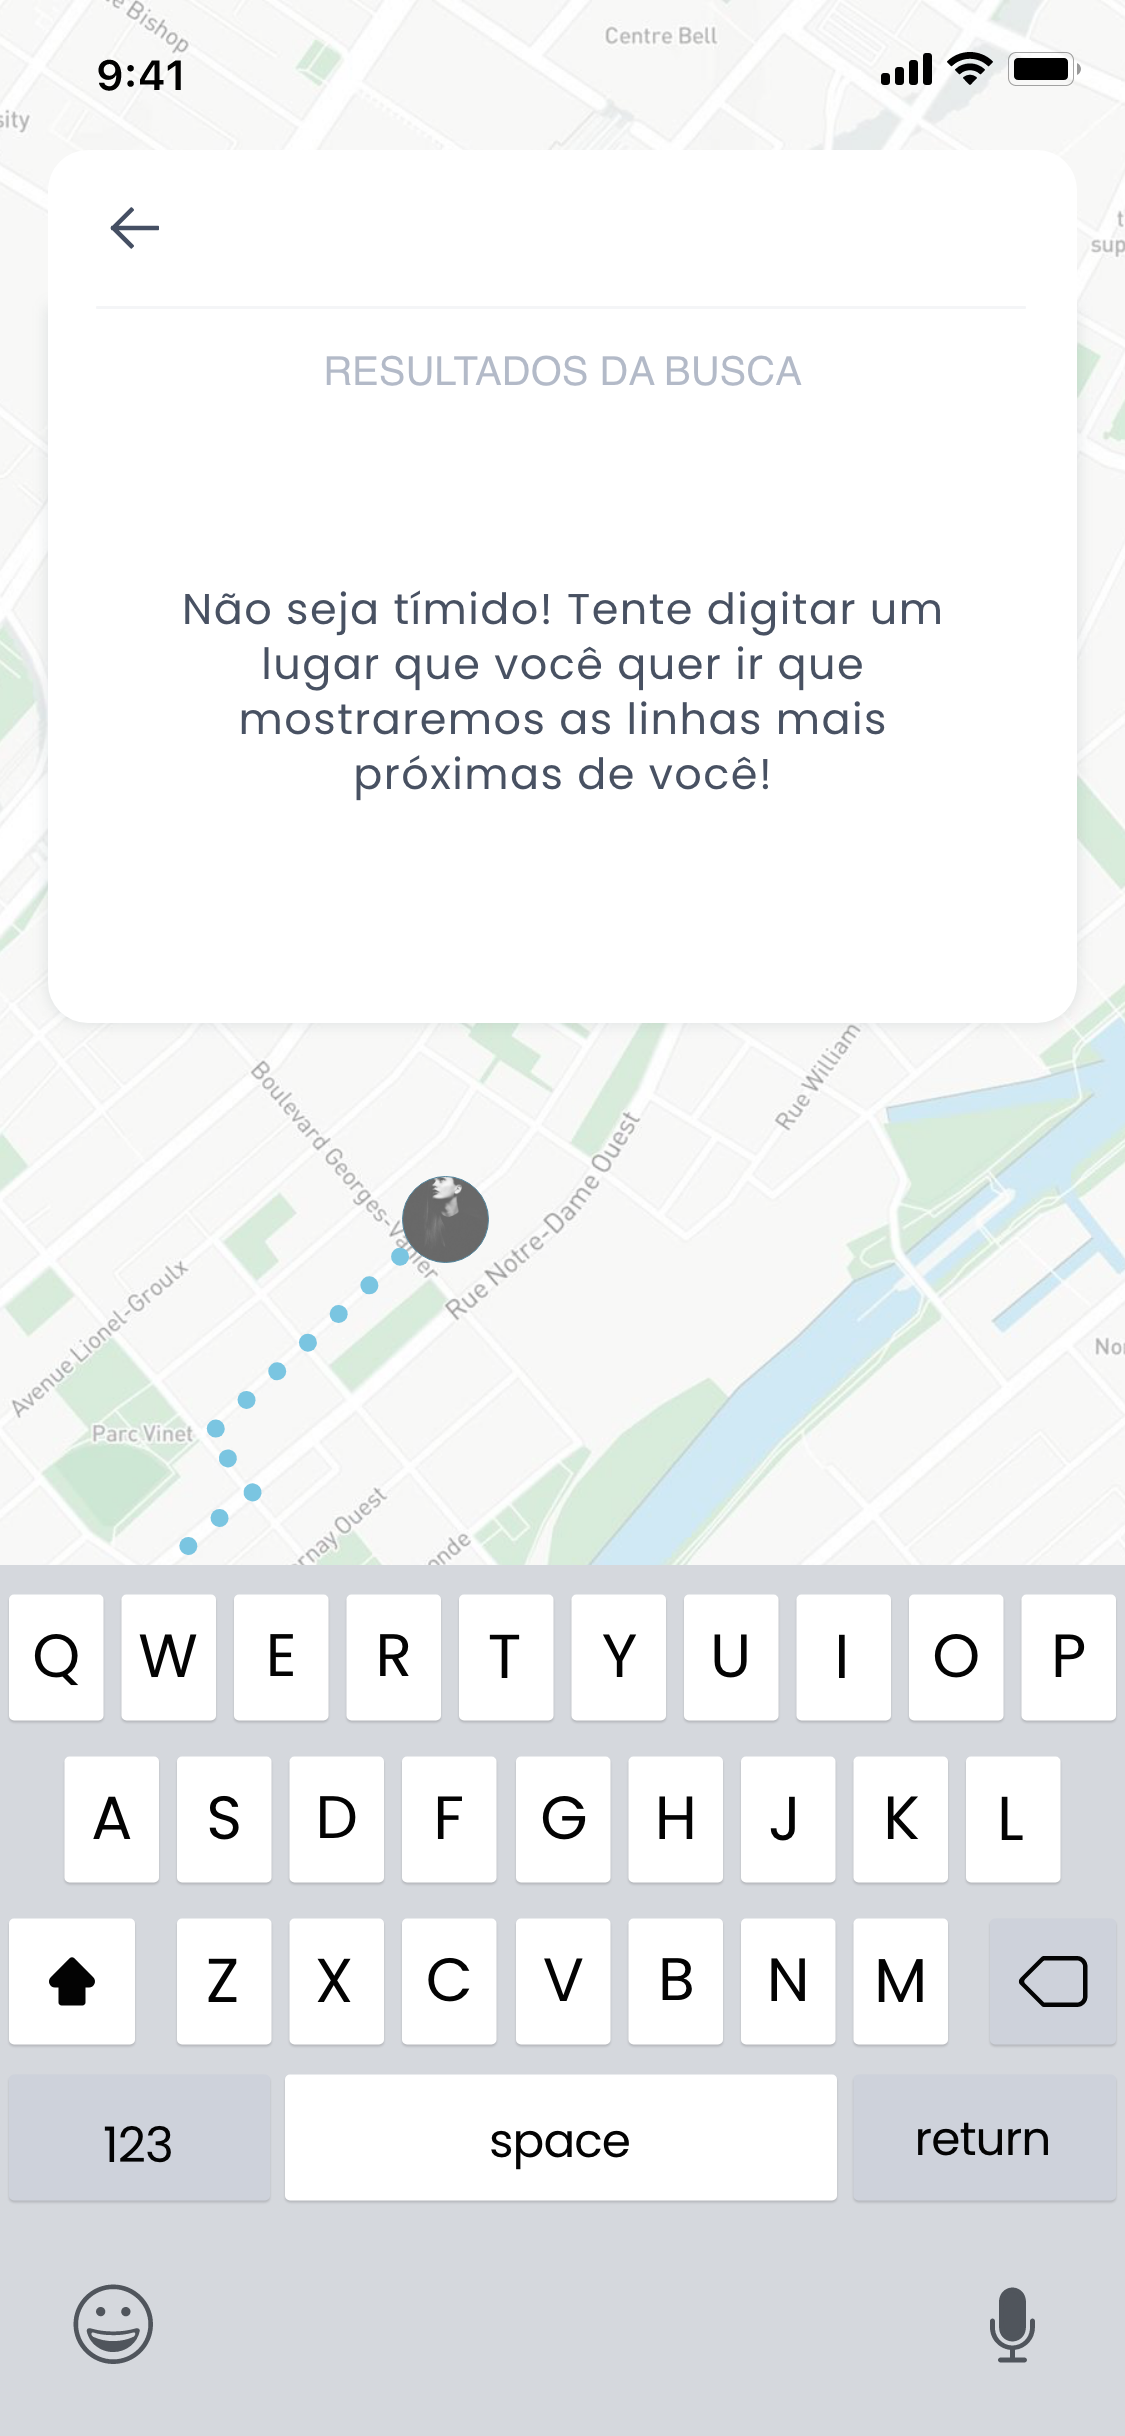 Bishop
Centre Bell
9:41
sity
sup
RESULTADOS DA BUSCA
Não seja tímido! Tente digitar um
lugar que você quer ir que
mostraremos as linhas mais
próximas de você!
Rue William
Boulevard Georges-Vanier
Rue Notre-Dame Ouest
Avenue Lionel-Groulx
Parc Vinet
rnay Ouest
onde
Q W E R T Y U I O P
A S D F G H J K L
Z X C V B N M
123 space return